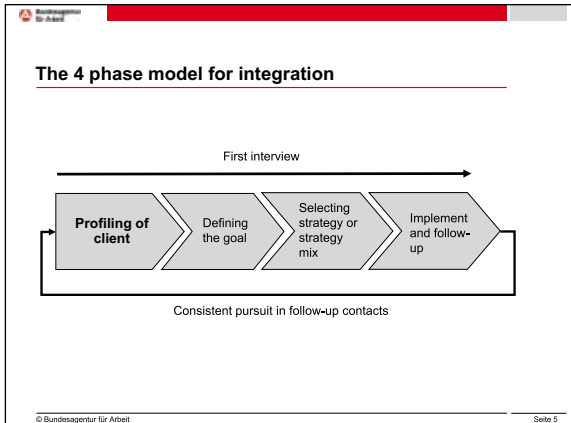 Bundesagentur
für Arbeit
The 4 phase model for integration
First interview
Profiling of
client
Defining
the goal
Selecting
strategy or
strategy
mix
Implement
and follow-
up
Consistent pursuit in follow-up contacts
© Bundesagentur für Arbeit
Seite 5